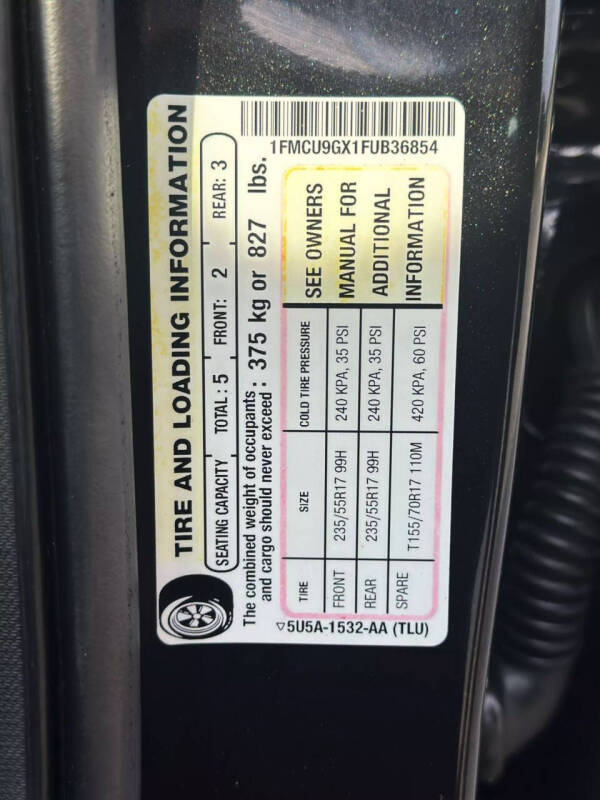 TIRE AND LOADING INFORMATION
SEATING CAPACITY TOTAL : 5 FRONT: 2 REAR: 3
The combined weight of occupants
and cargo should never exceed : 375 kg or 827 lbs.
TIRE SIZE COLD TIRE PRESSURE
FRONT 235/55R17 99H 240 KPA, 35 PSI
REAR 235/55R17 99H 240 KPA, 35 PSI
SPARE T155/70R17 110M 420 KPA, 60 PSI
SEE OWNERS
MANUAL FOR
ADDITIONAL
INFORMATION
5U5A-1532-AA (TLU)
1FMCU9GX1FUB36854